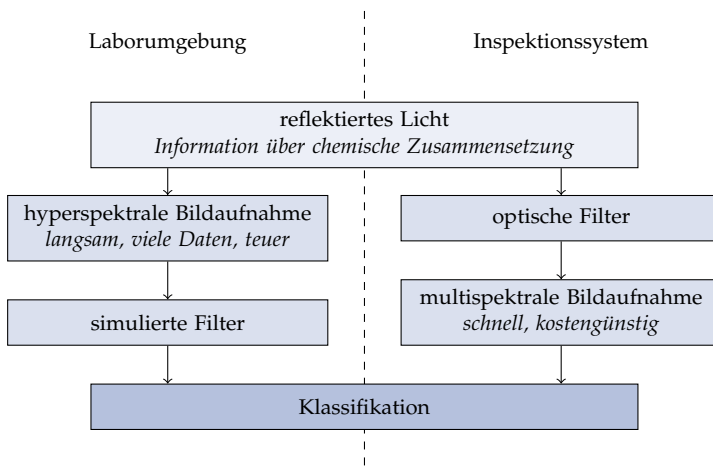 Laborumgebung
Inspektionssystem
reflektiertes Licht
Information über chemische Zusammensetzung
hyperspektrale Bildaufnahme
langsam, viele Daten, teuer
optische Filter
simulierte Filter
multispektrale Bildaufnahme
schnell, kostengünstig
Klassifikation